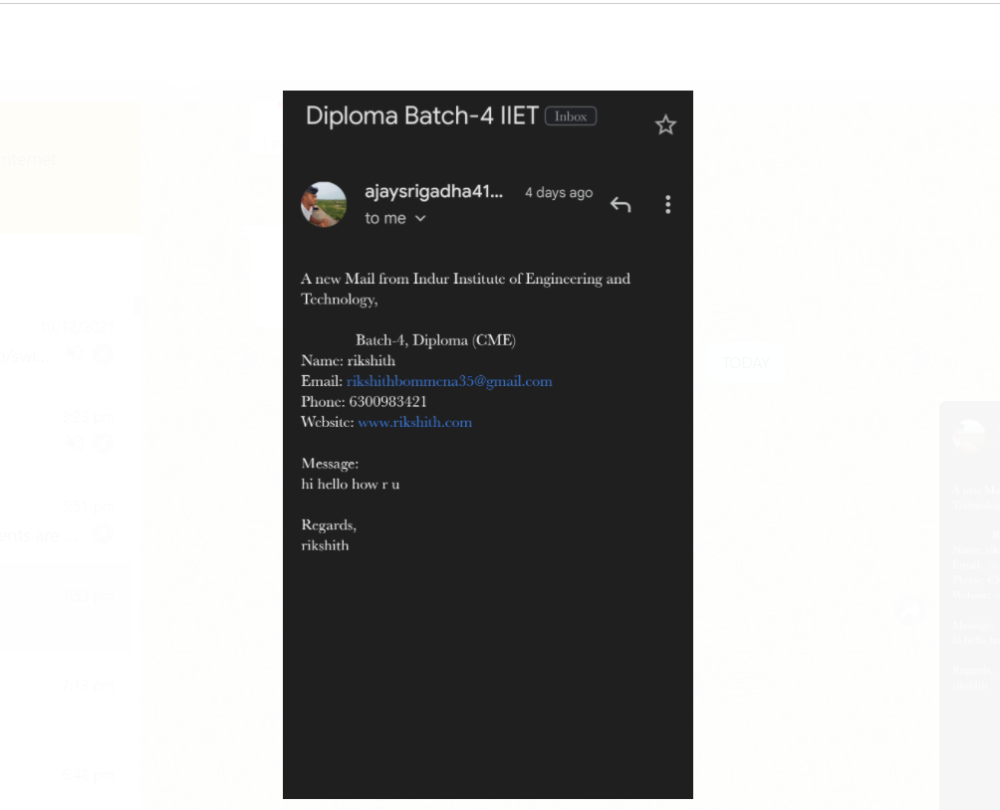 Diploma Batch-4 IIET Inbox
ajaysrigadha41... 4 days ago
to me
A new Mail from Indur Institute of Engineering and
Technology,
Batch-4, Diploma (CME)
Name: rikshith
Email: rikshithbommena35@gmail.com
Phone: 6300983421
Website: www.rikshith.com
Message:
hi hello how r u
Regards,
rikshith
TODAY